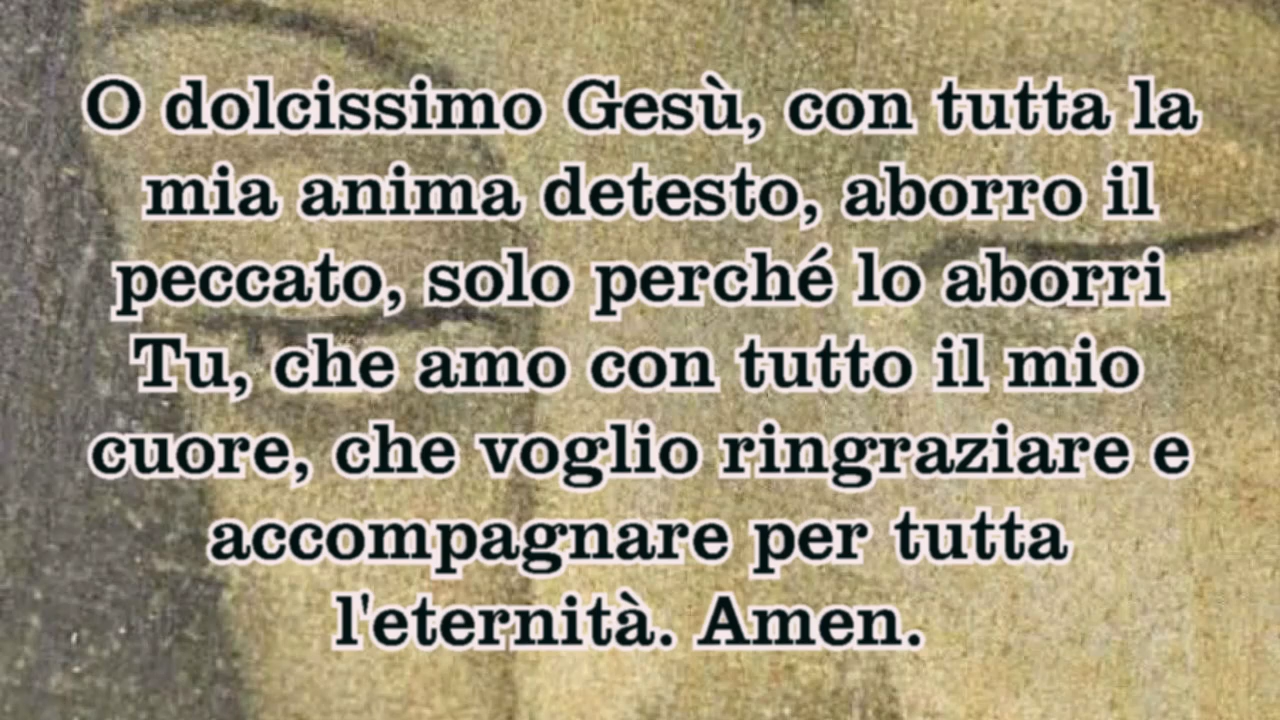 O dolcissimo Gesù, con tutta la
mia anima detesto, aborro il
peccato, solo perché lo aborri
Tu, che amo con tutto il mio
cuore, che voglio ringraziare e
accompagnare per tutta
l'eternità. Amen.